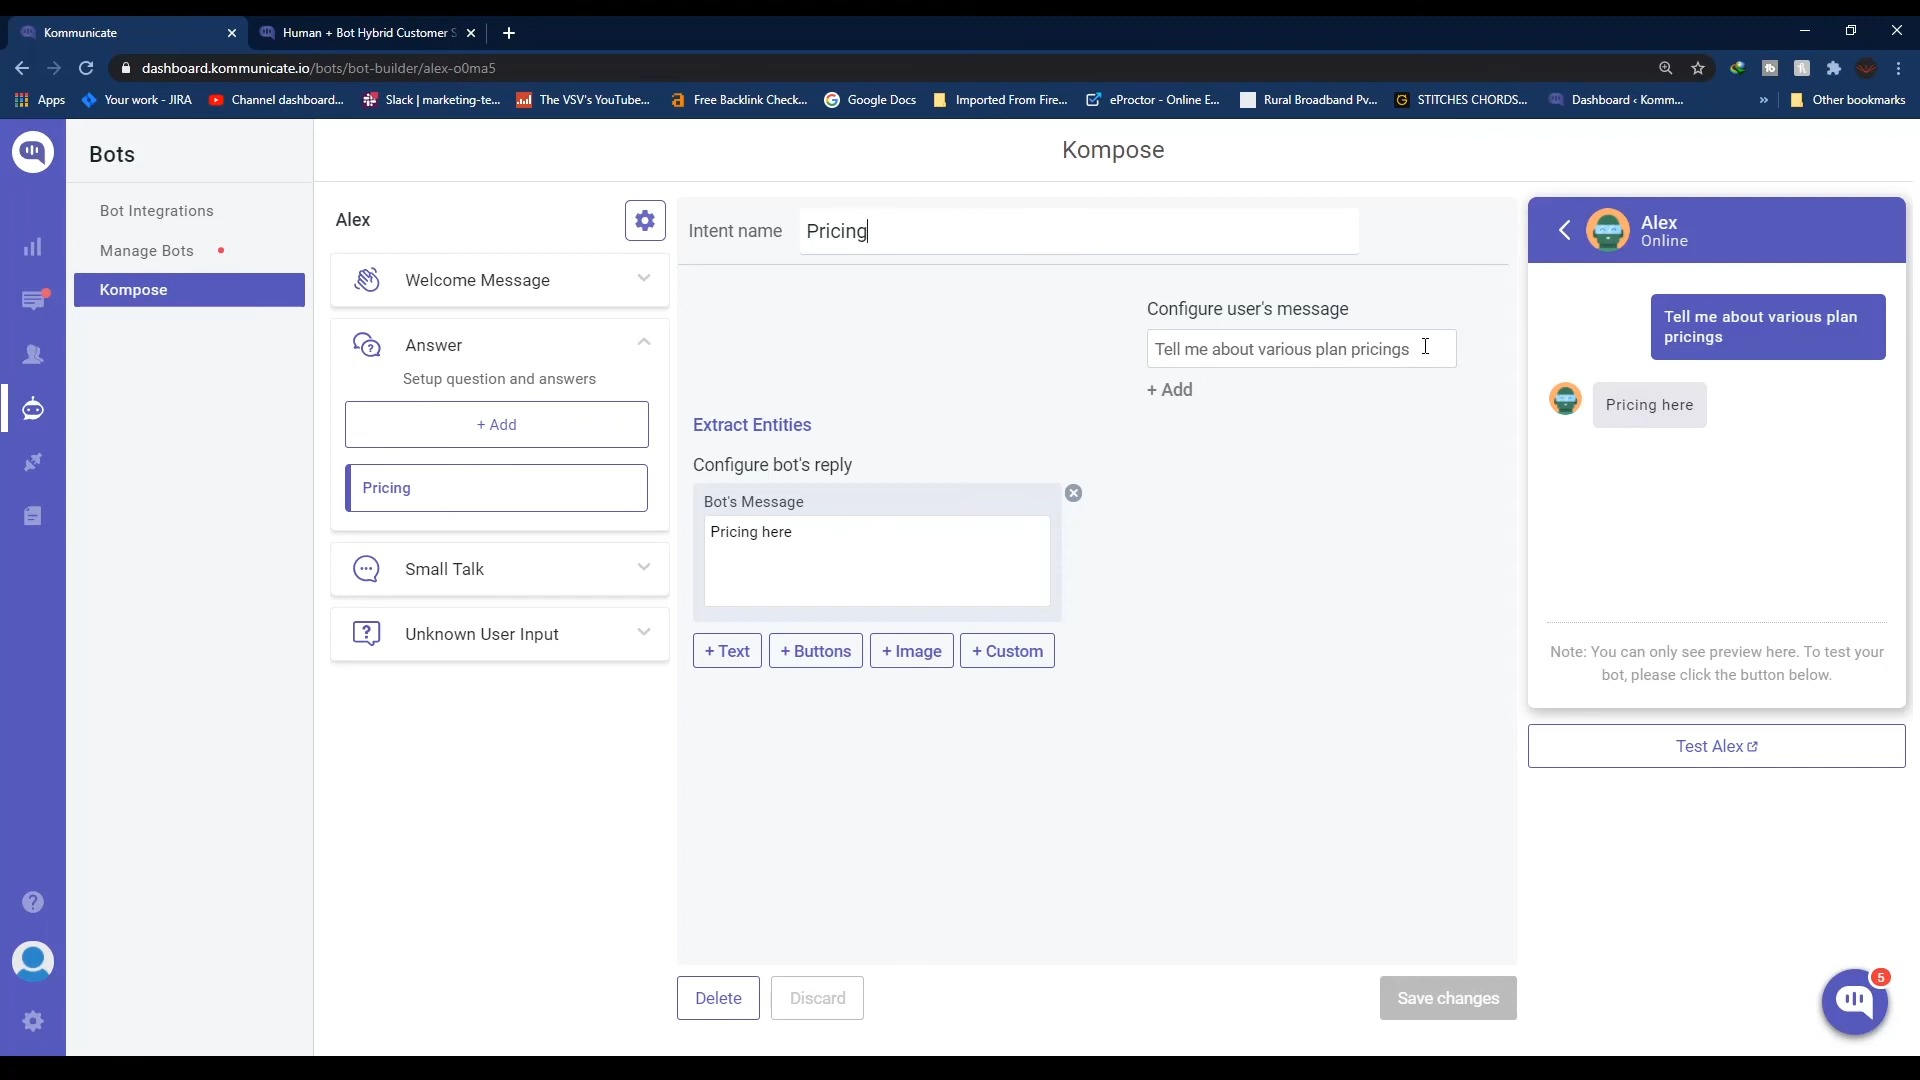 Kommunicate
Human + Bot Hybrid Customer S
dashboard.kommunicate.io/bots/bot-builder/alex-o0ma5
Apps
Your work - JIRA
Channel dashboard...
Slack | marketing-te...
The VSV's YouTube...
Free Backlink Check...
Google Docs
Imported From Fire...
eProctor - Online E...
Rural Broadband Pv...
STITCHES CHORDS...
Dashboard ‹ Komm...
»
Other bookmarks
Bots
Kompose
Bot Integrations
Manage Bots
Kompose
Alex
Welcome Message
Answer
Setup question and answers
+ Add
Pricing
Small Talk
Unknown User Input
Intent name
Pricing
Configure user's message
Tell me about various plan pricings
+ Add
Extract Entities
Configure bot's reply
Bot's Message
Pricing here
+ Text
+ Buttons
+ Image
+ Custom
Delete
Discard
Save changes
Alex
Online
Tell me about various plan
pricings
Pricing here
Note: You can only see preview here. To test your
bot, please click the button below.
Test Alex
5